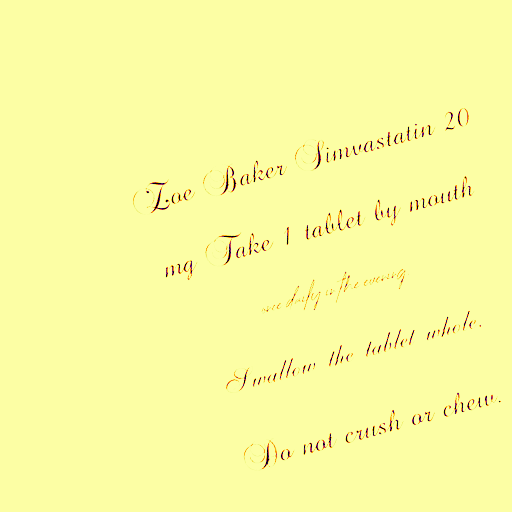 Zoe Baker Simvastatin 20
mg Take 1 tablet by mouth
once daily in the evening
Swallow the tablet whole.
Do not crush or chew.